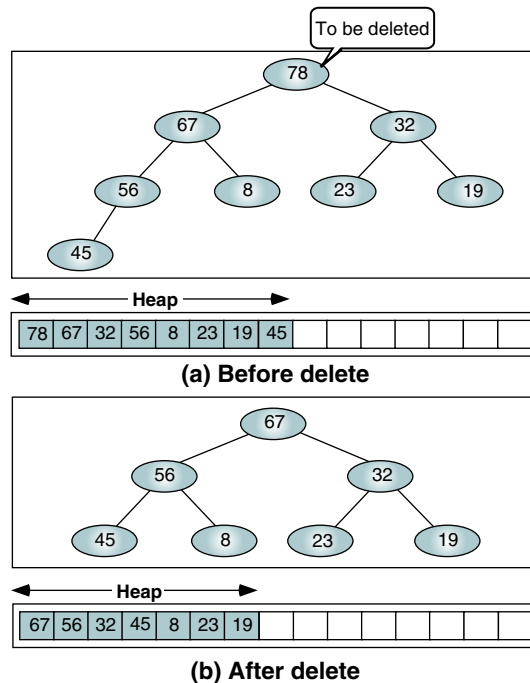 To be deleted
78
67 32
56 8 23 19
45
Heap
78 67 32 56 8 23 19 45
(a) Before delete
67
56 32
45 8 23 19
Heap
67 56 32 45 8 23 19
(b) After delete